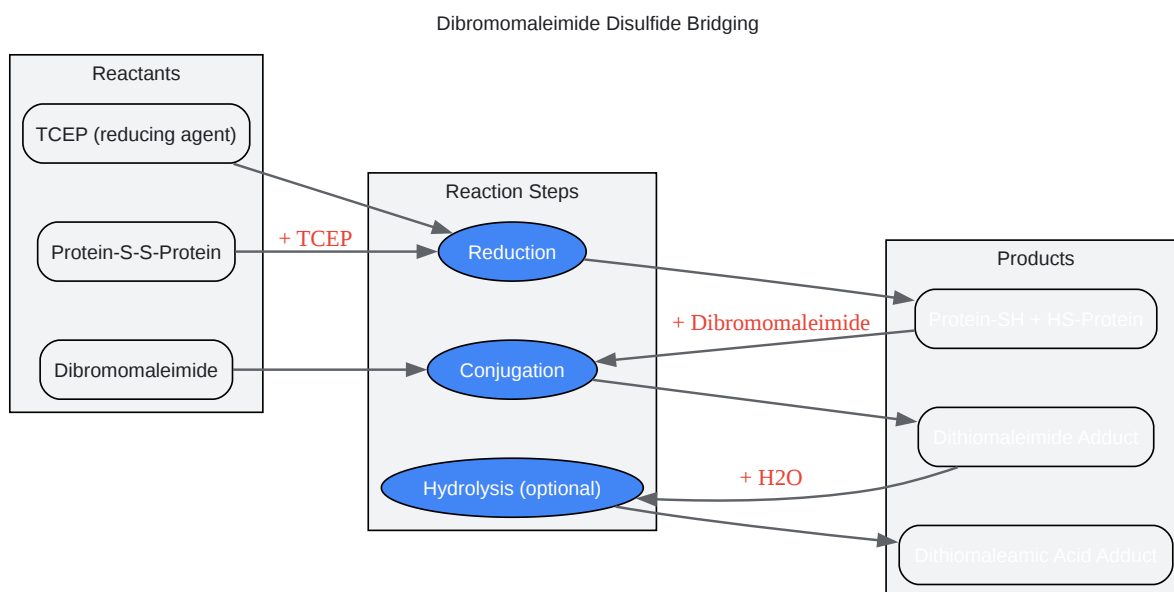 Dibromomaleimide Disulfide Bridging
Reactants
TCEP (reducing agent)
Protein-S-S-Protein
Dibromomaleimide
+ TCEP
Reaction Steps
Reduction
Conjugation
Hydrolysis (optional)
+ Dibromomaleimide
+ H2O
Products
Protein-SH + HS-Protein
Dithiomaleimide Adduct
Dithiomaleamic Acid Adduct